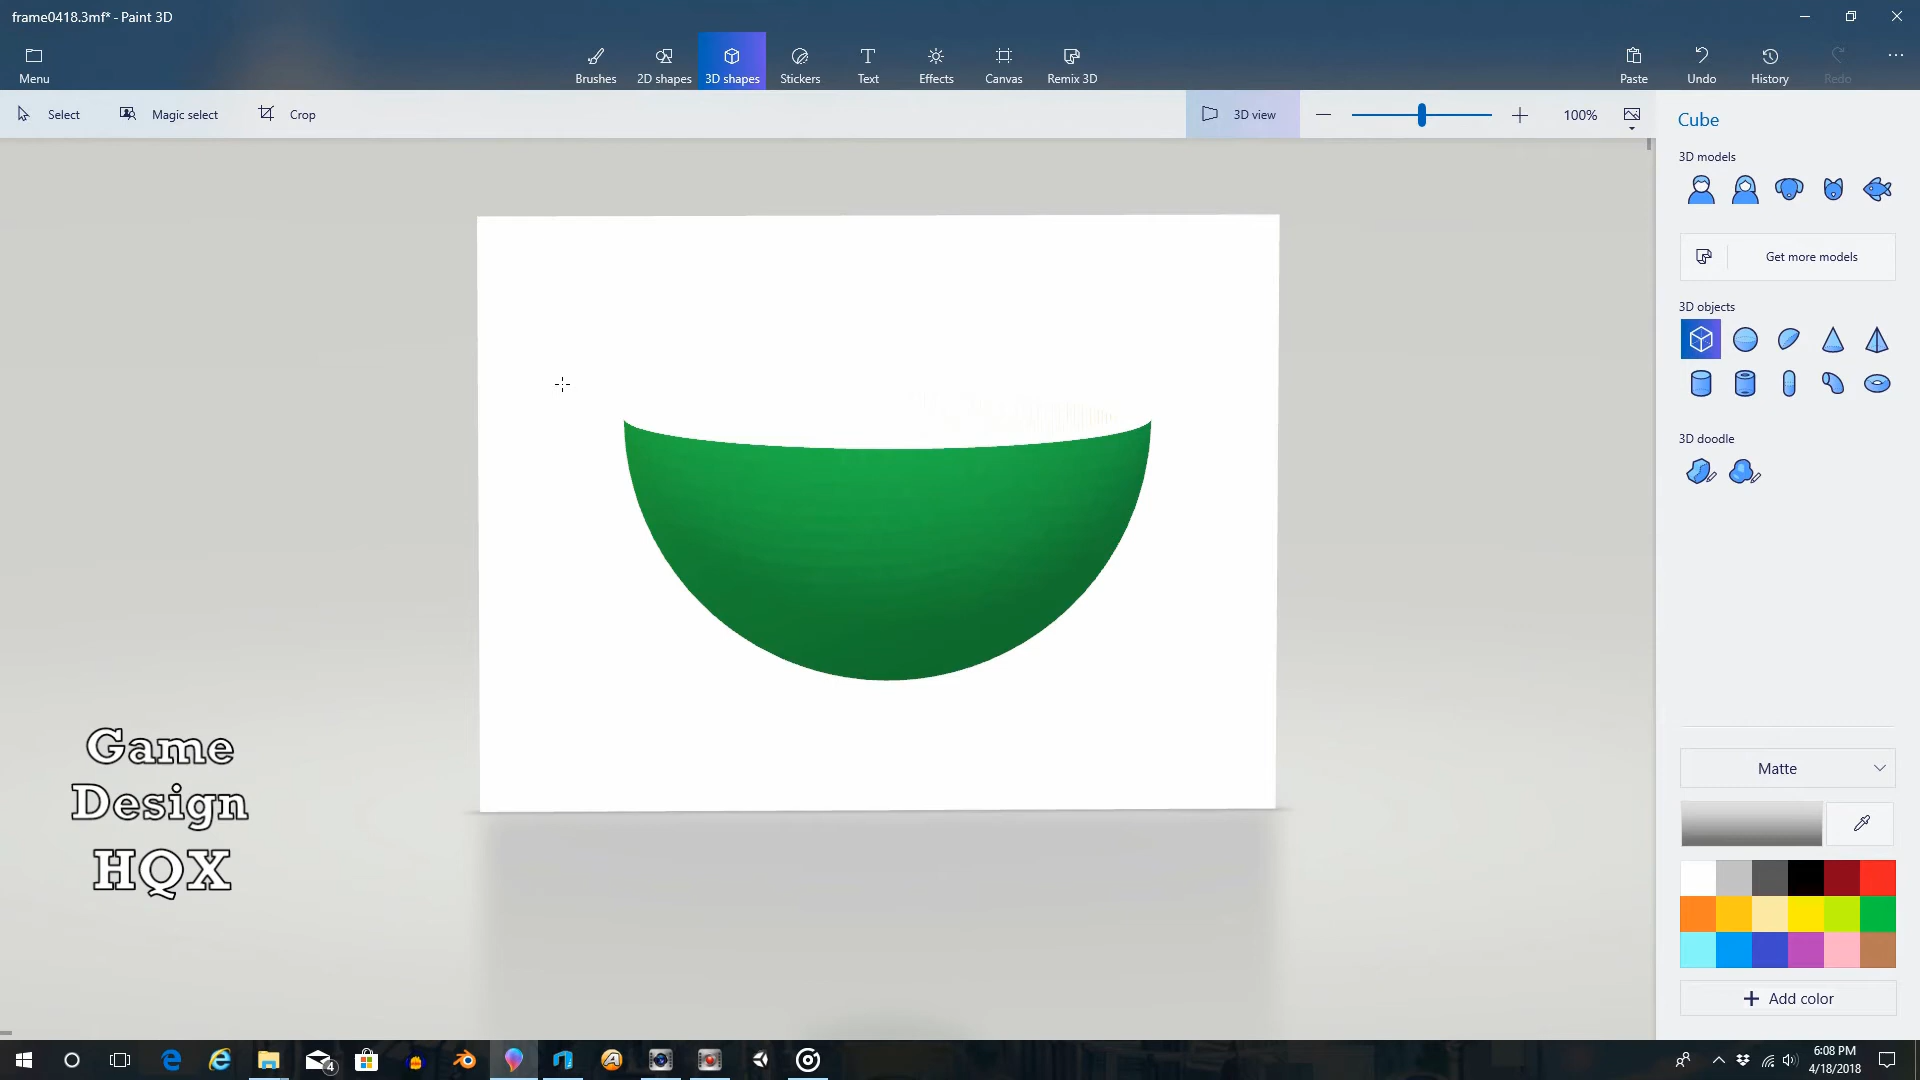 frame0418.3mf* - Paint 3D
Menu
Brushes
2D shapes
3D shapes
Stickers
Text
Effects
Canvas
Remix 3D
Paste
Undo
History
Redo
Select
Magic select
Crop
3D view
100%
Cube
3D models
Get more models
3D objects
3D doodle
Matte
Add color
Game
Design
HQX
4
6:08 PM
4/18/2018